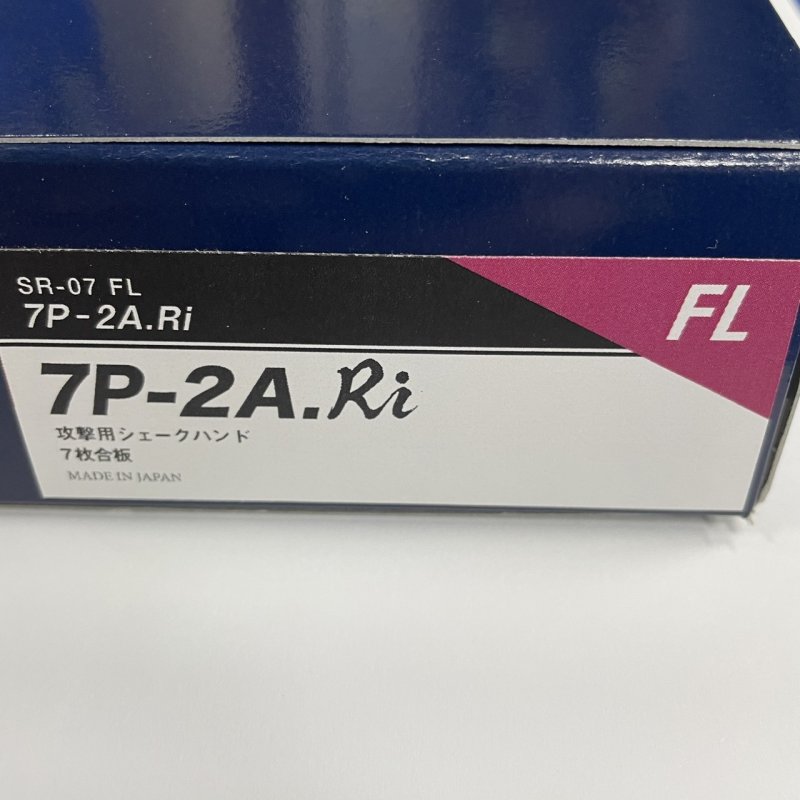 SR-07 FL
7P-2A.Ri
FL
7P-2A.Ri
攻撃用シェークハンド
7枚合板
MADE IN JAPAN